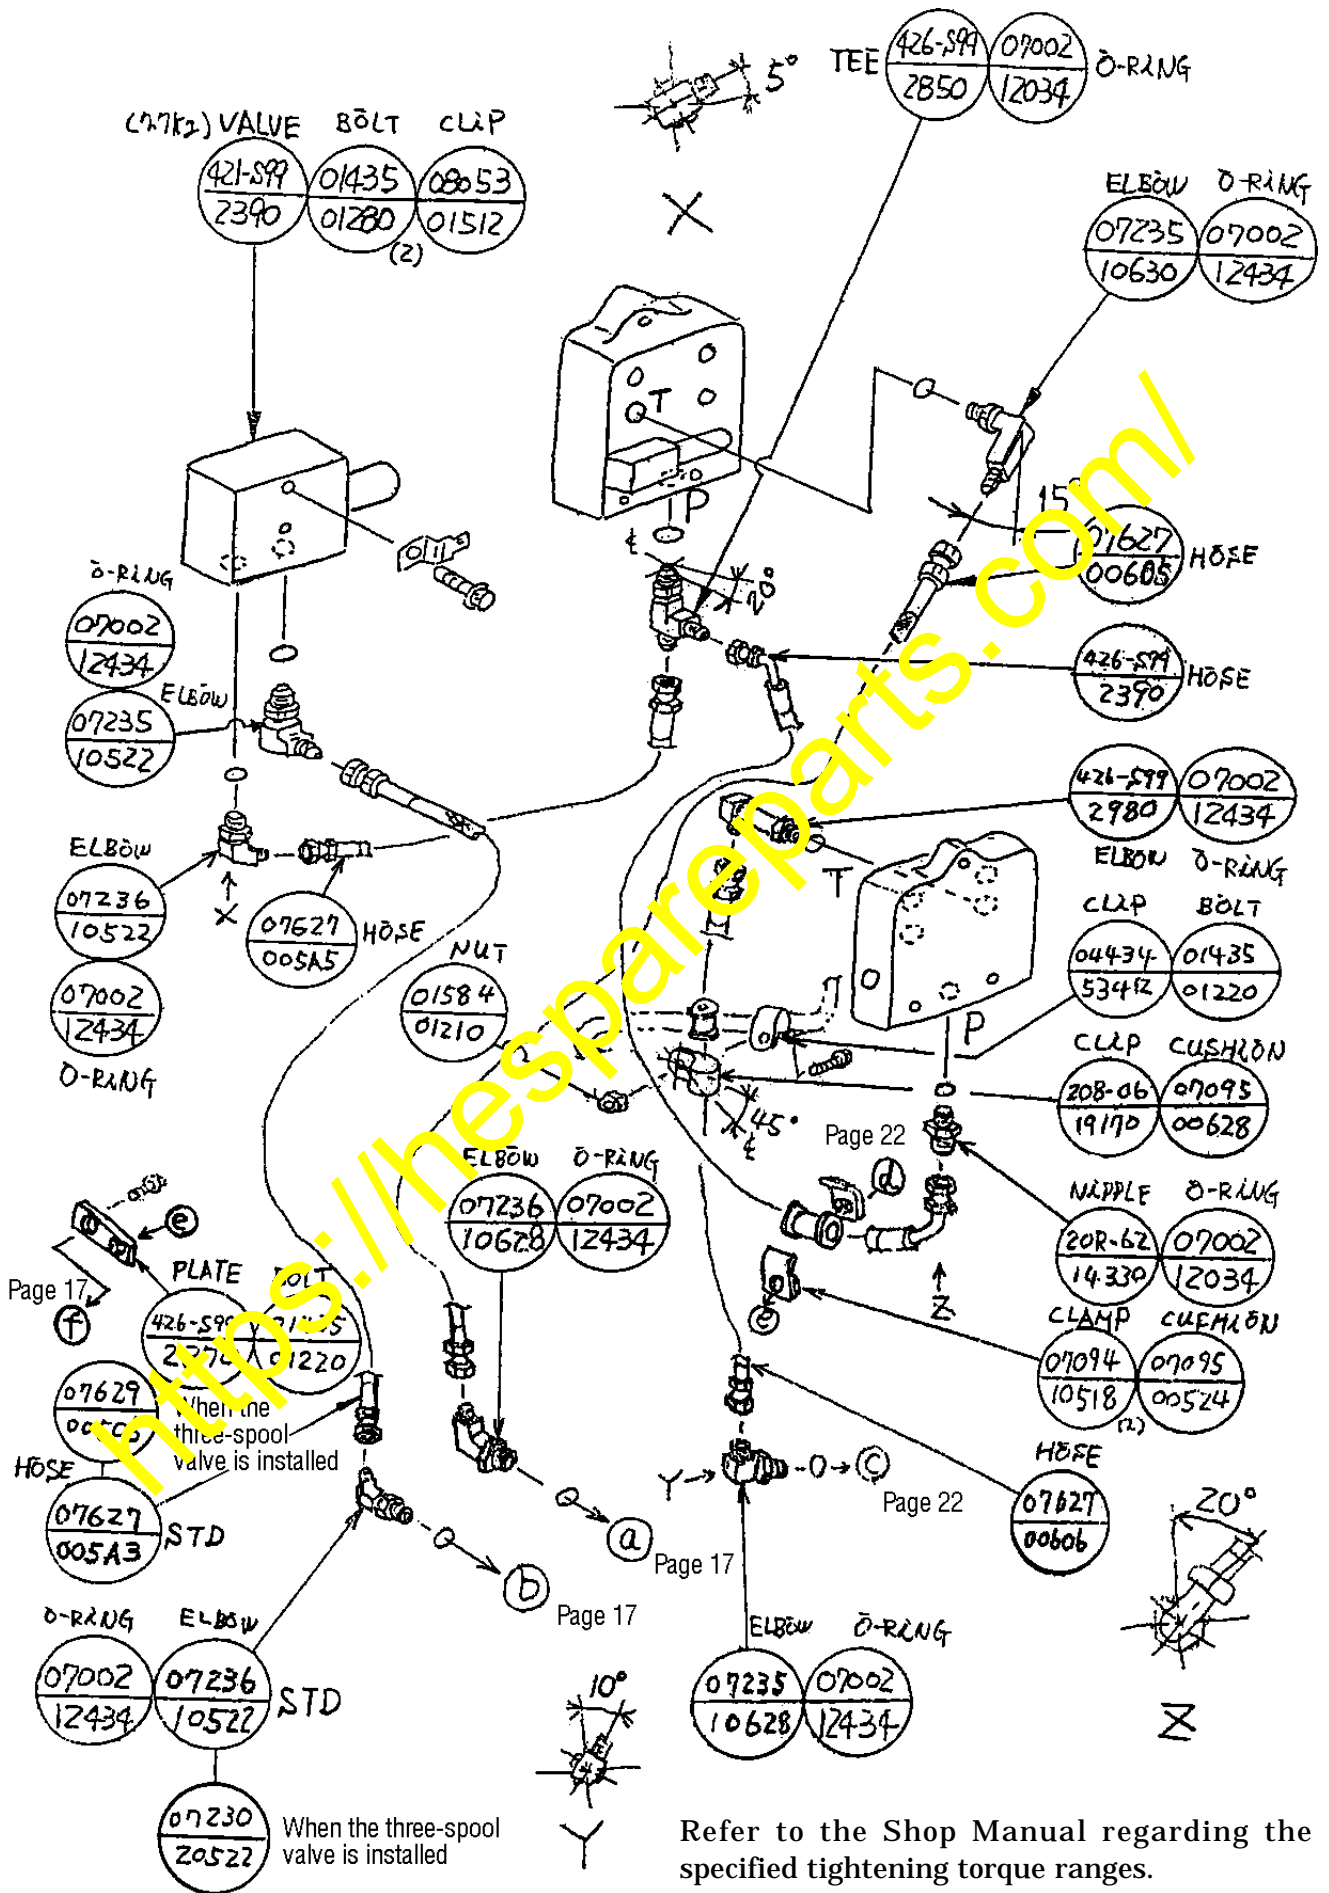 TEE
426-S99
2850
07002
12034
O-RING
5°
X
VALVE
BOLT
CLIP
421-S99
2390
01435
01280
(2)
08053
01512
ELBOW
O-RING
07235
10630
07002
12434
T
P
15°
20°
07627
00605
HOSE
426-S99
2390
HOSE
O-RING
07002
12434
ELBOW
07235
10522
426-S99
2980
07002
12434
ELBOW
O-RING
T
P
ELBOW
07236
10522
X
07002
12434
O-RING
07627
005A5
HOSE
NUT
01584
01210
CLIP
BOLT
04434
53412
01435
01220
CLIP
CUSHION
208-06
19170
07095
00628
45°
Page 22
d
ELBOW
O-RING
07236
10628
07002
12434
NIPPLE
O-RING
20R-62
14330
07002
12034
Z
e
e
Page 17
f
PLATE
BOLT
426-S99
01220
CLAMP
CUSHION
07094
10518
(2)
07095
00524
07629
When the
three-spool
valve is installed
HOSE
07627
005A3
STD
HOSE
07627
00606
Y
C
Page 22
a
Page 17
b
Page 17
20°
Z
O-RING
ELBOW
07002
12434
07236
10522
STD
07230
20522
When the three-spool
valve is installed
10°
Y
ELBOW
O-RING
07235
10628
07002
12434
Refer to the Shop Manual regarding the
specified tightening torque ranges.
https://hespareparts.com/